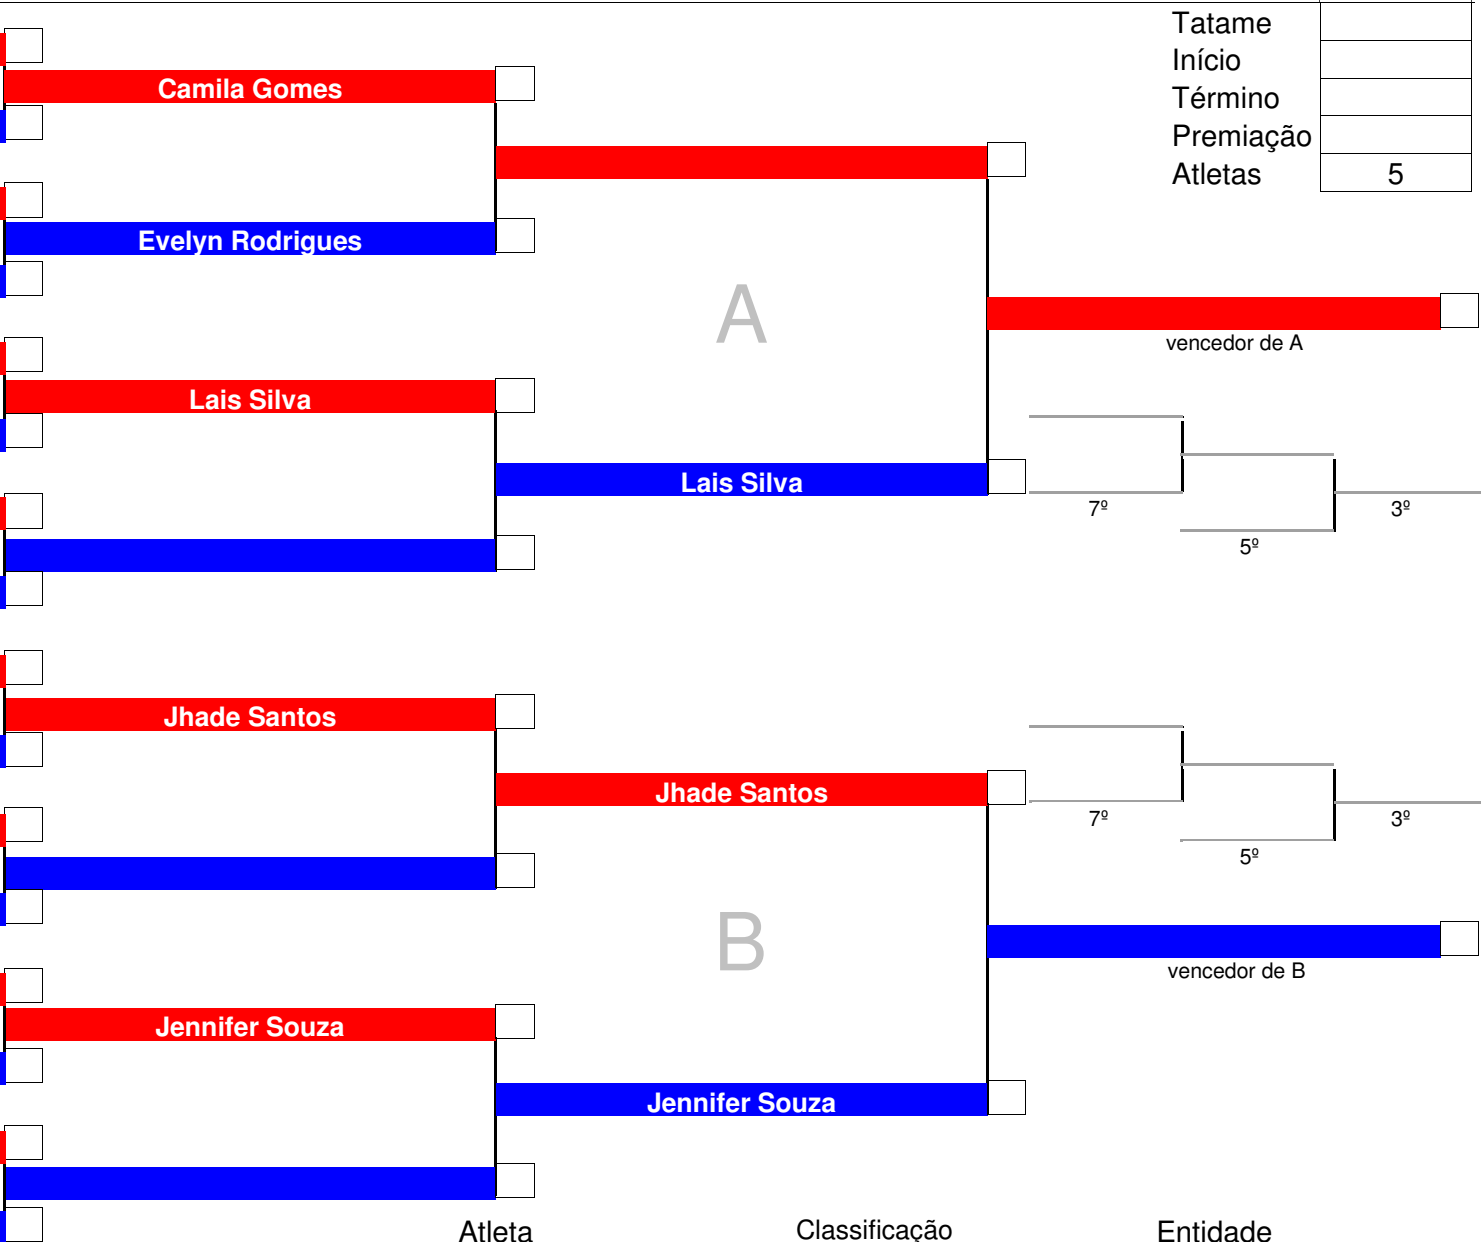 Tatame
Início
Término
Premiação
Atletas 5
Camila Gomes
Evelyn Rodrigues
A
vencedor de A
Lais Silva
Lais Silva
7º
3º
5º
Jhade Santos
Jhade Santos
7º
3º
5º
B
vencedor de B
Jennifer Souza
Jennifer Souza
Atleta Classificação Entidade